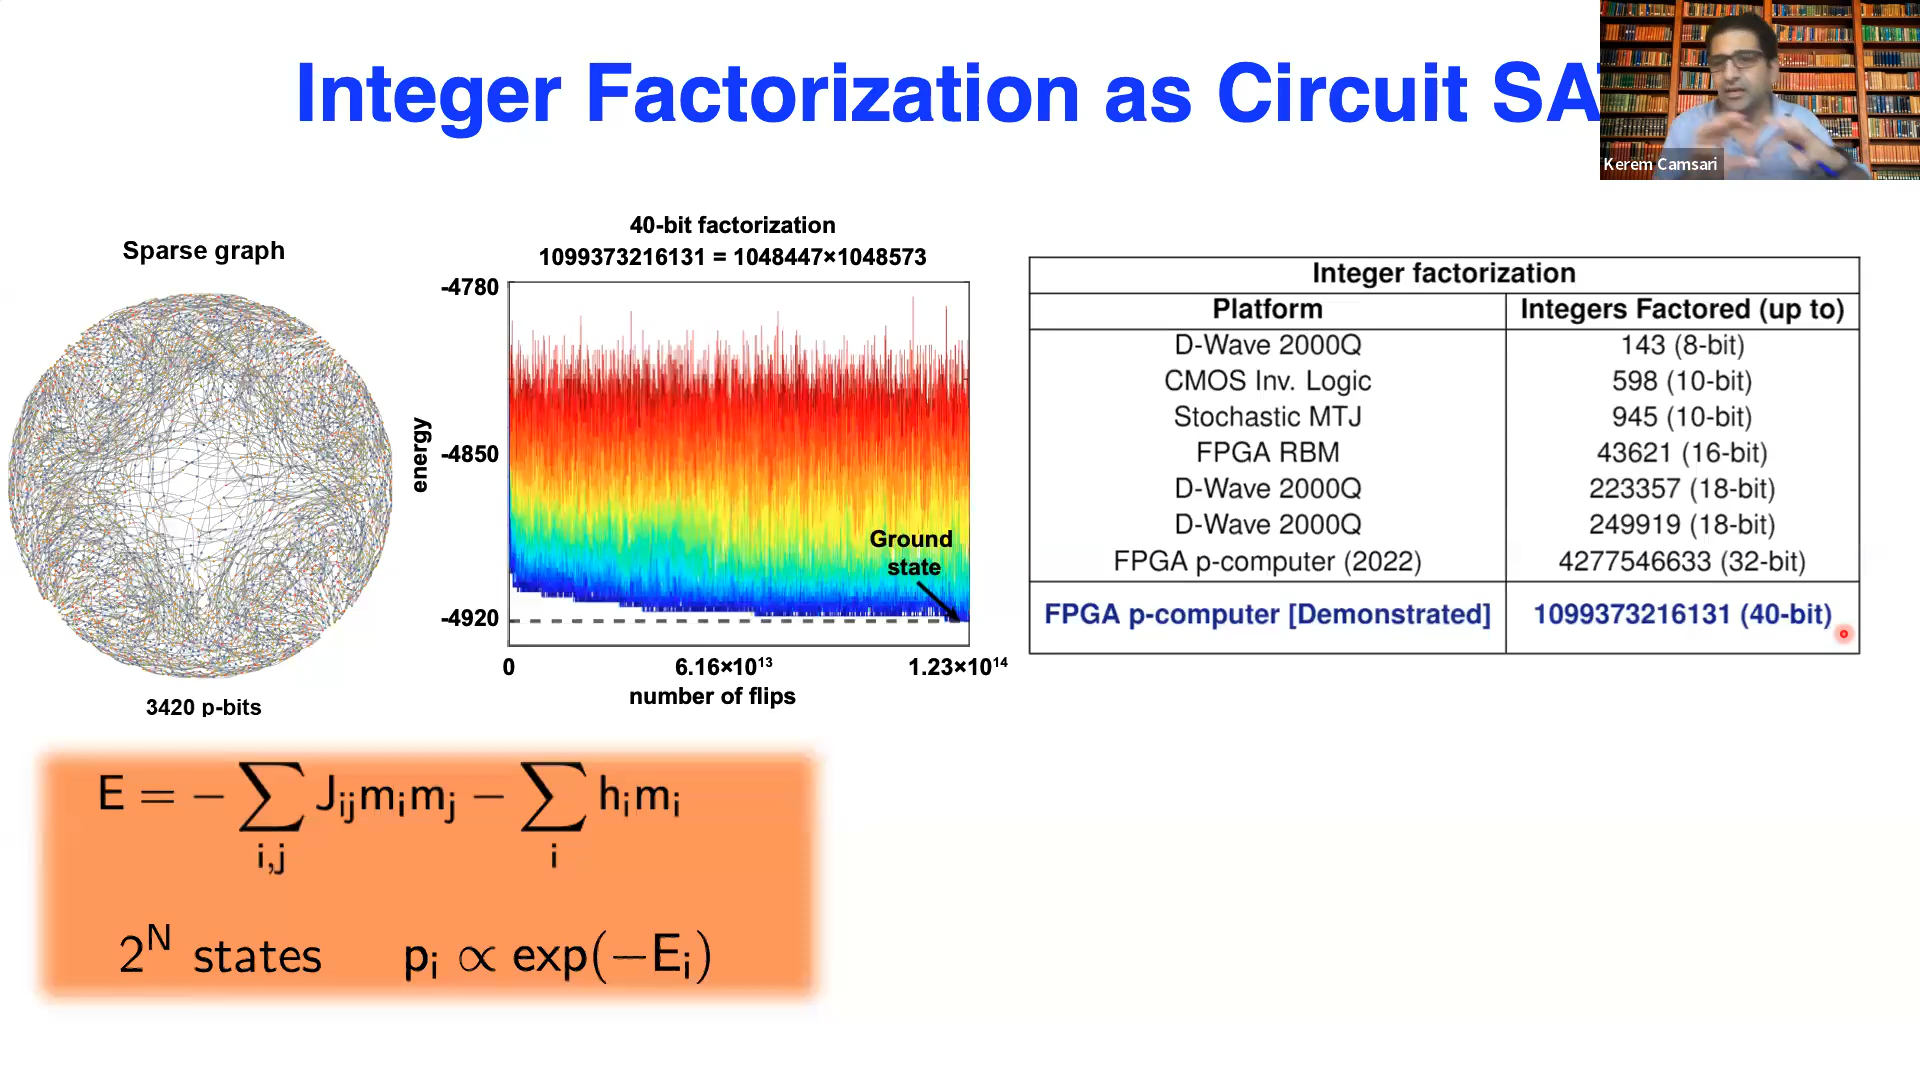 Integer Factorization as Circuit SA
Kerem Camsari
Sparse graph
3420 p-bits
40-bit factorization
1099373216131 = 1048447×1048573
energy
-4780
-4850
-4920
Ground
state
0
6.16×10¹³
1.23×10¹⁴
number of flips
Integer factorization
Platform Integers Factored (up to)
D-Wave 2000Q 143 (8-bit)
CMOS Inv. Logic 598 (10-bit)
Stochastic MTJ 945 (10-bit)
FPGA RBM 43621 (16-bit)
D-Wave 2000Q 223357 (18-bit)
D-Wave 2000Q 249919 (18-bit)
FPGA p-computer (2022) 4277546633 (32-bit)
FPGA p-computer [Demonstrated] 1099373216131 (40-bit)
E = − ∑ Jᵢⱼmᵢmⱼ − ∑ hᵢmᵢ
i,j i
2ᴺ states pᵢ ∝ exp(−Eᵢ)